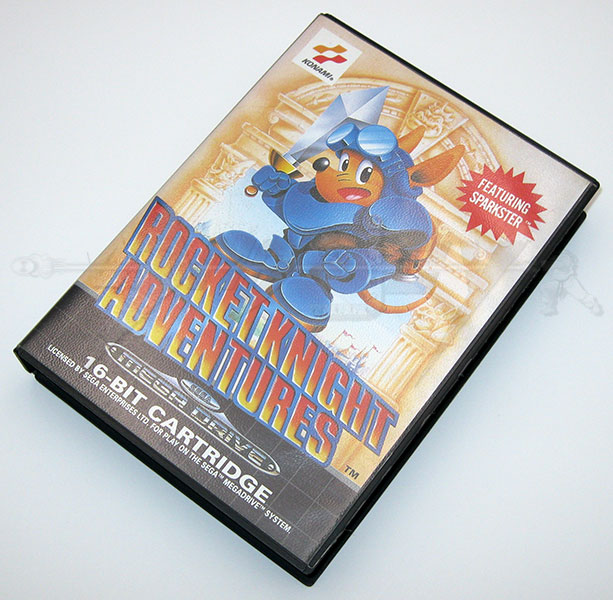 KONAMI®
FEATURING
SPARKSTER™
ROCKET KNIGHT
ADVENTURES
TM
MEGA DRIVE
16-BIT CARTRIDGE
LICENSED BY SEGA ENTERPRISES LTD. FOR PLAY ON THE SEGA™ MEGADRIVE™ SYSTEM.